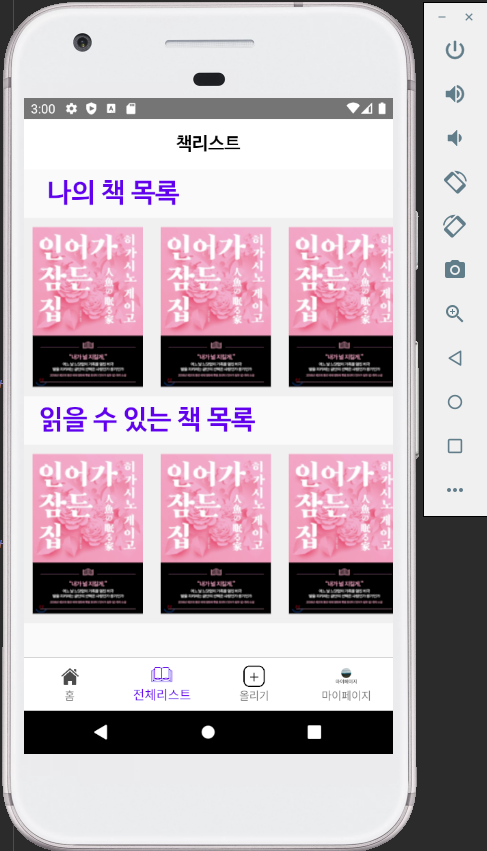 3:00
책리스트
나의 책 목록
인어가 잠든 집
히가시노 게이고
人魚の眠る家
"내가 널 지킬게."
인어가 잠든 집
히가시노 게이고
人魚の眠る家
"내가 널 지킬게."
인어가 잠든 집
히가시노 게이고
人魚の眠る家
"내가 널 지킬게."
읽을 수 있는 책 목록
인어가 잠든 집
히가시노 게이고
人魚の眠る家
"내가 널 지킬게."
인어가 잠든 집
히가시노 게이고
人魚の眠る家
"내가 널 지킬게."
인어가 잠든 집
히가시노 게이고
人魚の眠る家
"내가 널 지킬게."
홈
전체리스트
올리기
마이페이지
마이페이지